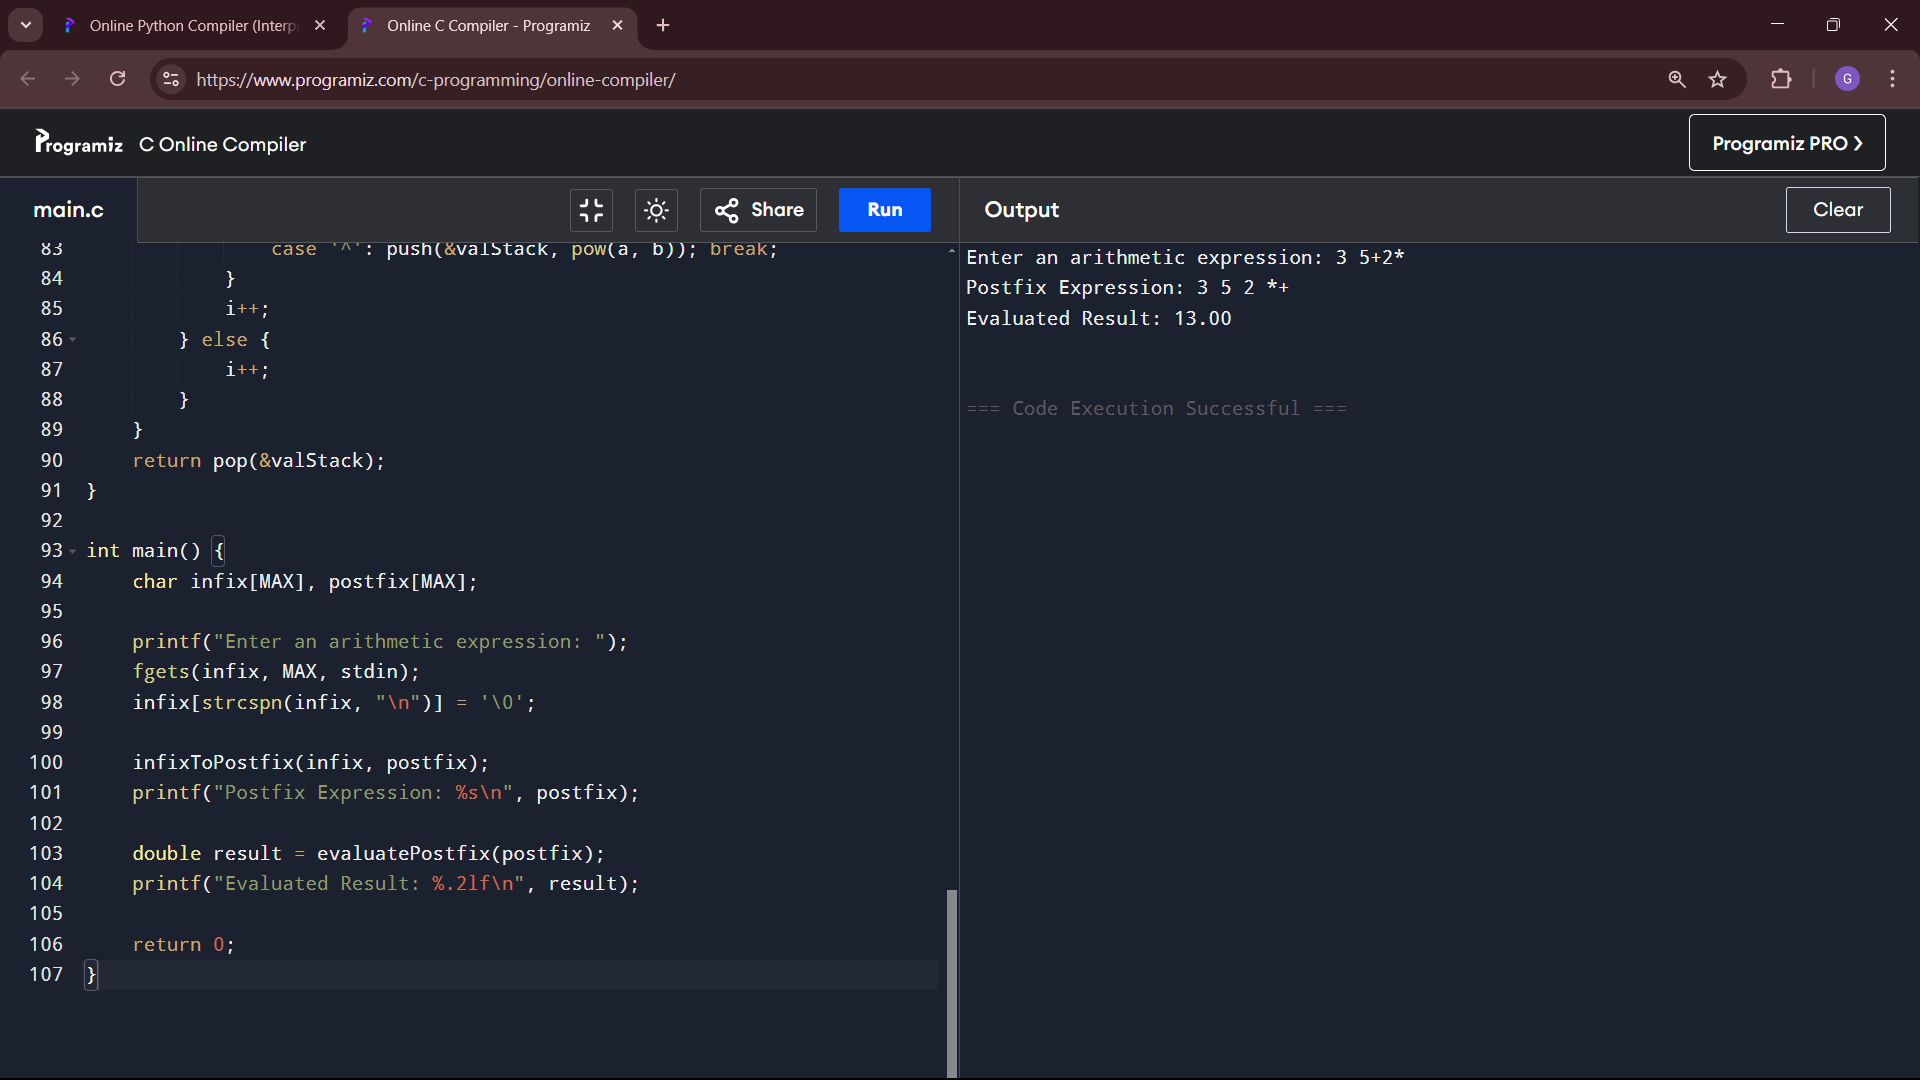 Online Python Compiler (Interp
Online C Compiler - Programiz
https://www.programiz.com/c-programming/online-compiler/
G
Programiz C Online Compiler
Programiz PRO >
main.c
Share
Run
Output
Clear
83 case '^': push(&valStack, pow(a, b)); break;
84 }
85 i++;
86 } else {
87 i++;
88 }
89 }
90 return pop(&valStack);
91 }
92
93 int main() {
94 char infix[MAX], postfix[MAX];
95
96 printf("Enter an arithmetic expression: ");
97 fgets(infix, MAX, stdin);
98 infix[strcspn(infix, "\n")] = '\0';
99
100 infixToPostfix(infix, postfix);
101 printf("Postfix Expression: %s\n", postfix);
102
103 double result = evaluatePostfix(postfix);
104 printf("Evaluated Result: %.2lf\n", result);
105
106 return 0;
107 }
Enter an arithmetic expression: 3 5+2*
Postfix Expression: 3 5 2 *+
Evaluated Result: 13.00
=== Code Execution Successful ===